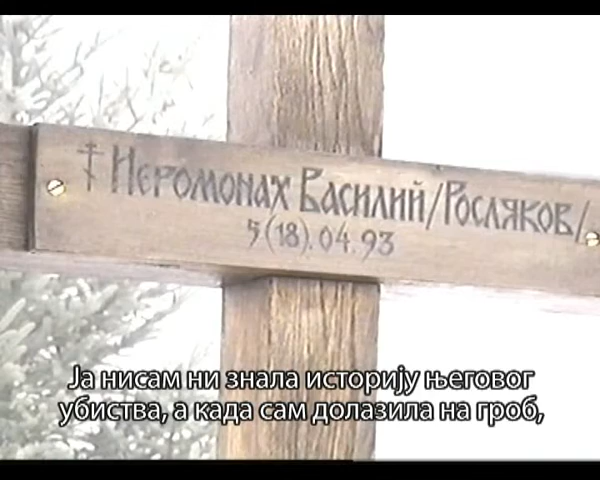 † Иеромонах Василий/Росляков/
5(18).04.93
Ја нисам ни знала историју његовог
убиства, а када сам долазила на гроб,